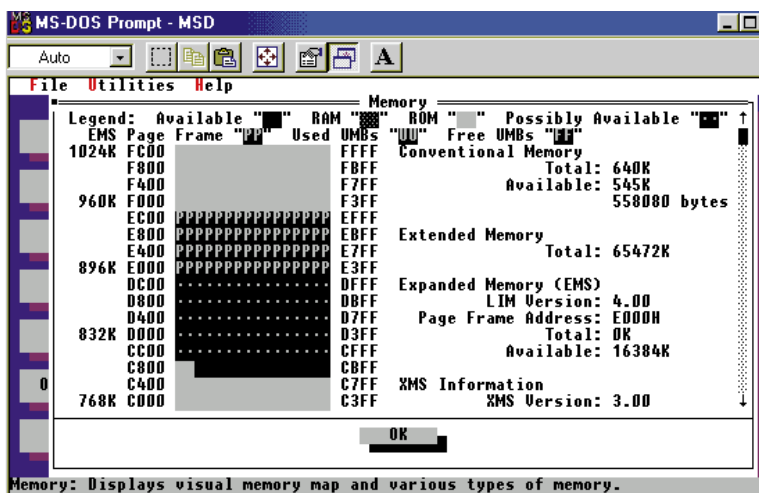 MS-DOS Prompt - MSD
Auto
A
File Utilities Help
Memory
Legend: Available " " RAM " " ROM " " Possibly Available ".." ↑
EMS Page Frame "PP" Used UMBs "UU" Free UMBs "FF"
1024K FC00 FFFF Conventional Memory
F800 FBFF Total: 640K
F400 F7FF Available: 545K
960K F000 F3FF 558080 bytes
EC00 PPPPPPPPPPPPPPPP EFFF
E800 PPPPPPPPPPPPPPPP EBFF Extended Memory
E400 PPPPPPPPPPPPPPPP E7FF Total: 65472K
896K E000 PPPPPPPPPPPPPPPP E3FF
DC00 ................ DFFF Expanded Memory (EMS)
D800 ................ DBFF LIM Version: 4.00
D400 ................ D7FF Page Frame Address: E000H
832K D000 ................ D3FF Total: 0K
CC00 ................ CFFF Available: 16384K
C800 CBFF
0 C400 C7FF XMS Information
768K C000 C3FF XMS Version: 3.00 ↓
OK
Memory: Displays visual memory map and various types of memory.